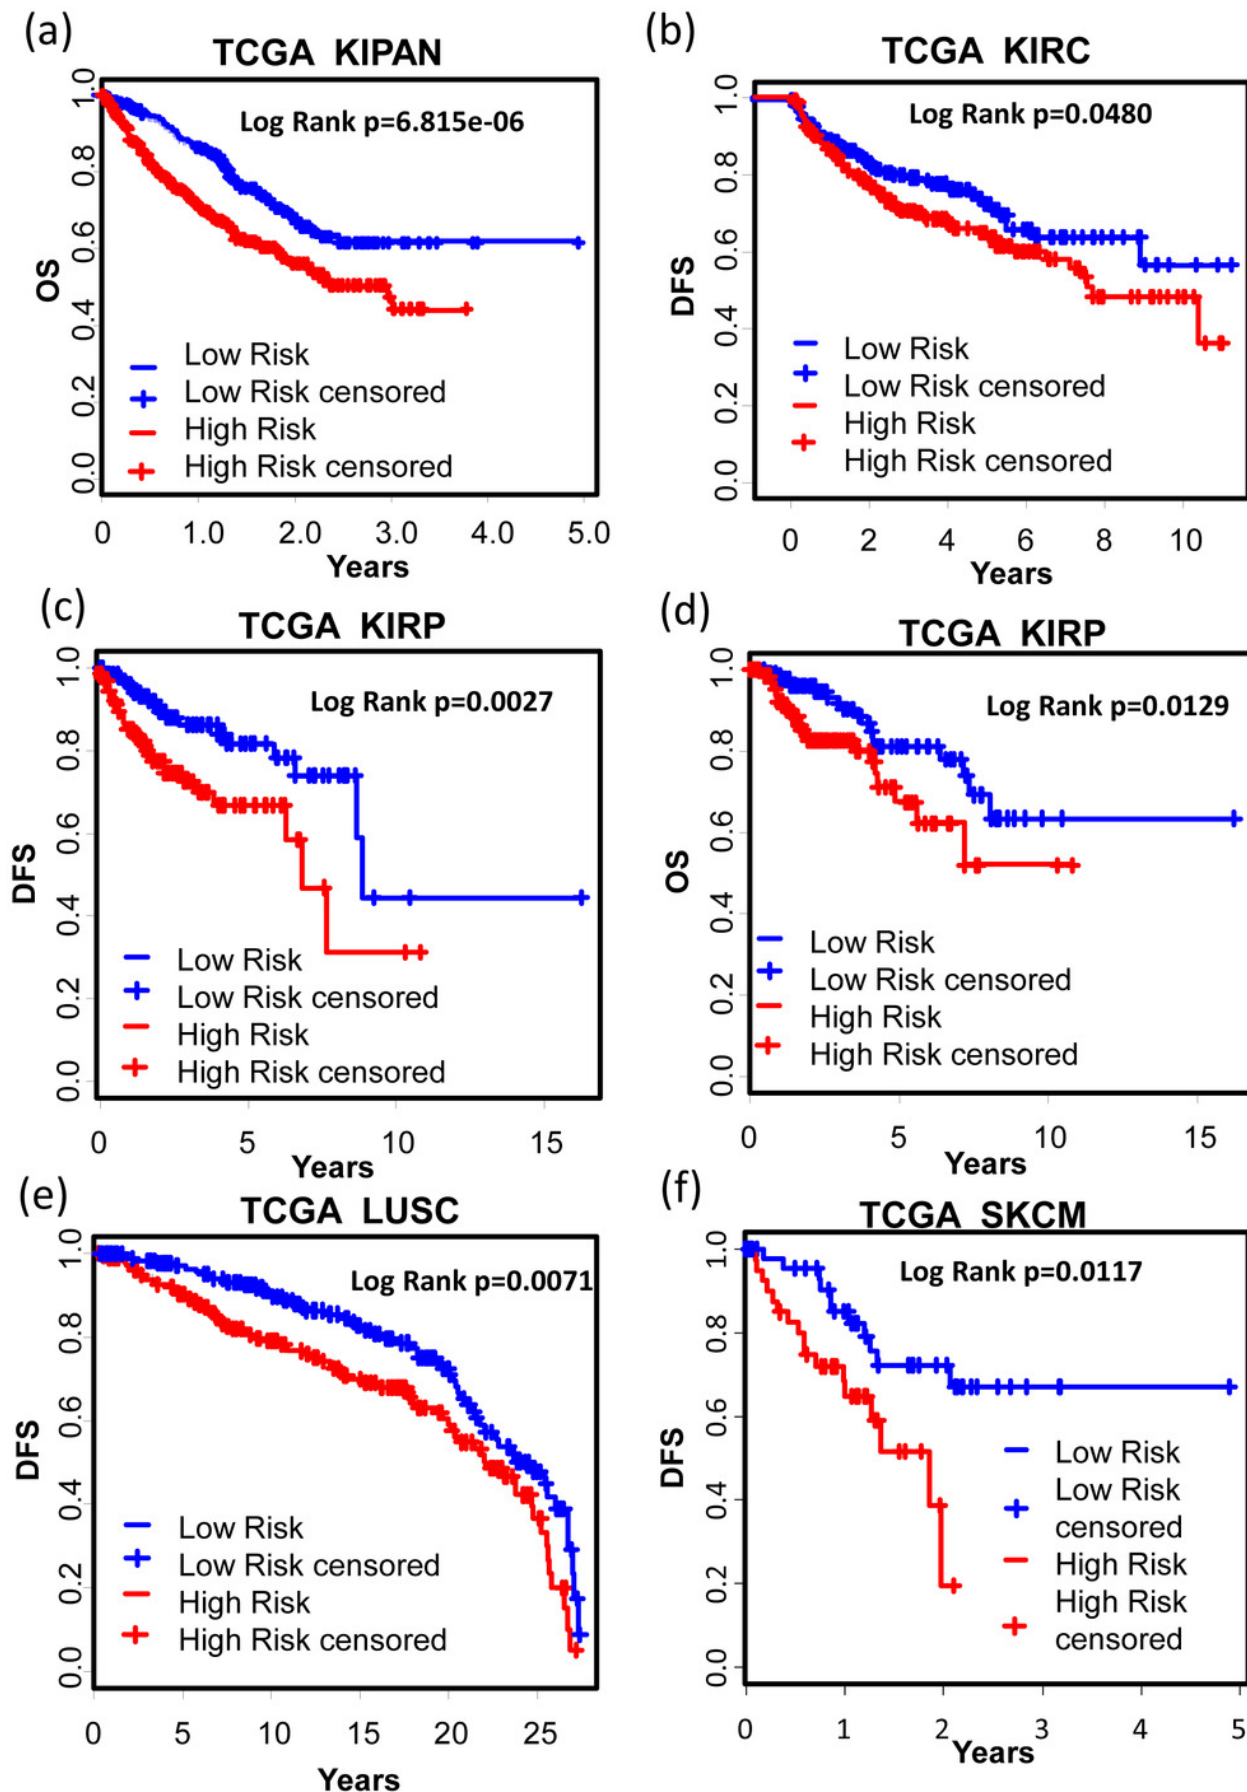 (a)
TCGA KIPAN
Log Rank p=6.815e-06
OS
1.0
0.8
0.6
0.4
0.2
0.0
Low Risk
Low Risk censored
High Risk
High Risk censored
0 1.0 2.0 3.0 4.0 5.0
Years
(b)
TCGA KIRC
Log Rank p=0.0480
DFS
1.0
0.8
0.6
0.4
0.2
0.0
Low Risk
Low Risk censored
High Risk
High Risk censored
0 2 4 6 8 10
Years
(c)
TCGA KIRP
Log Rank p=0.0027
DFS
1.0
0.8
0.6
0.4
0.2
0.0
Low Risk
Low Risk censored
High Risk
High Risk censored
0 5 10 15
Years
(d)
TCGA KIRP
Log Rank p=0.0129
OS
1.0
0.8
0.6
0.4
0.2
0.0
Low Risk
Low Risk censored
High Risk
High Risk censored
0 5 10 15
Years
(e)
TCGA LUSC
Log Rank p=0.0071
DFS
1.0
0.8
0.6
0.4
0.2
0.0
Low Risk
Low Risk censored
High Risk
High Risk censored
0 5 10 15 20 25
Years
(f)
TCGA SKCM
Log Rank p=0.0117
DFS
1.0
0.8
0.6
0.4
0.2
0.0
Low Risk
Low Risk
censored
High Risk
High Risk
censored
0 1 2 3 4 5
Years